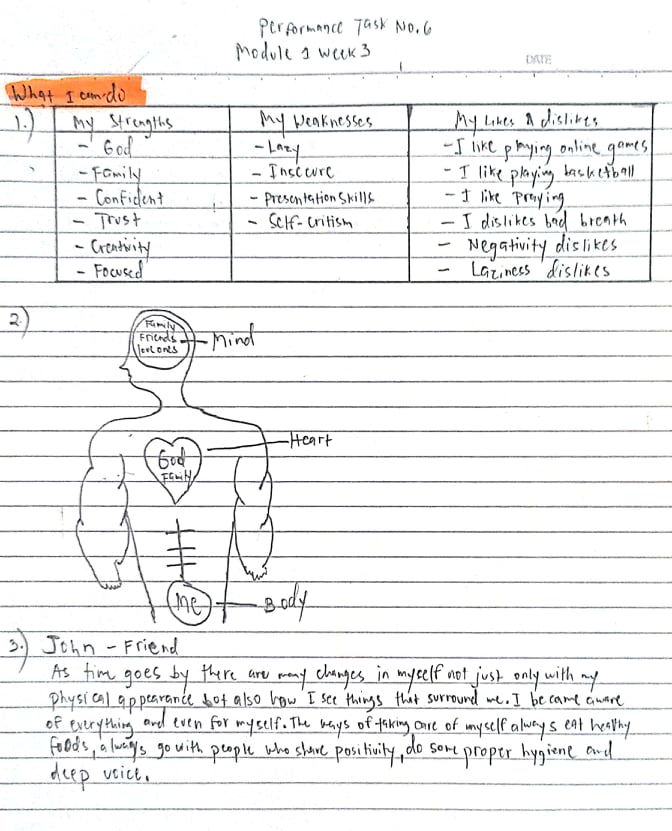 Performance Task No.6
Module 1 Week 3
DATE
What I can do
1.)
My Strengths
- God
- Family
- Confident
- Trust
- Creativity
- Focused
My Weaknesses
- Lazy
- Insecure
- Presentation skills
- Self-critism
My Likes & dislikes
- I like playing online games
- I like playing basketball
- I like Praying
- I dislikes bad breath
- Negativity dislikes
- Laziness dislikes
2.)
Family
Friends
love ones
- Mind
God
Family
Heart
Me
Body
3.) John - Friend
As time goes by there are many changes in myself not just only with my
physical appearance but also how I see things that surround me. I became aware
of everything and even for myself. The ways of taking care of myself always eat healthy
foods, always go with people who share positivity, do some proper hygiene and
deep voice.